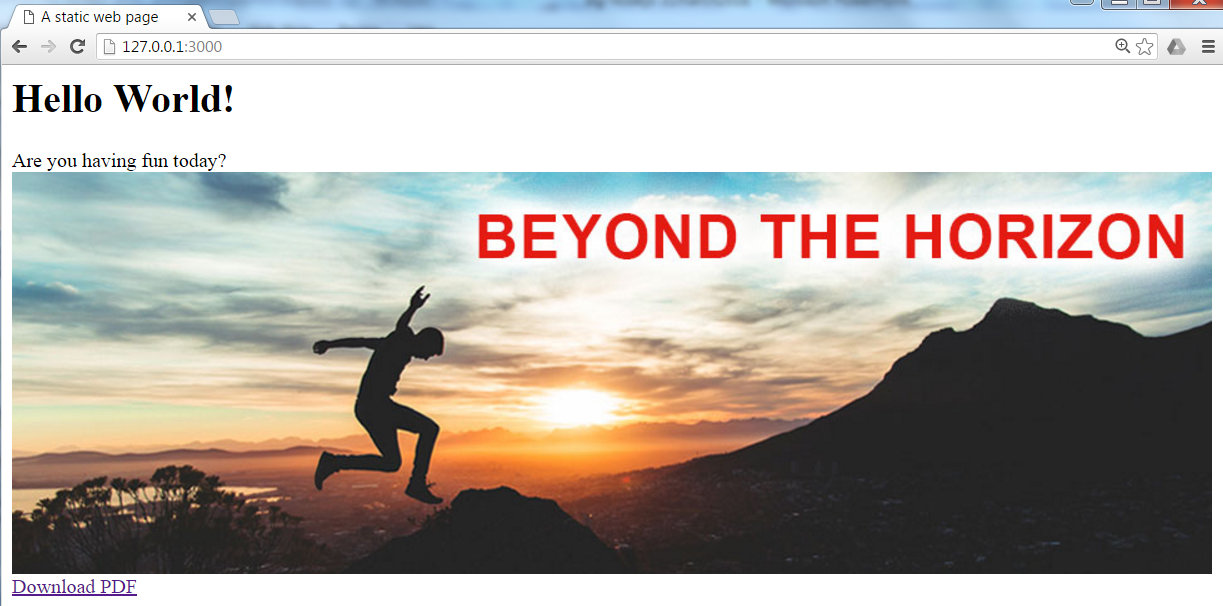 A static web page
127.0.0.1:3000
Hello World!
Are you having fun today?
BEYOND THE HORIZON
Download PDF